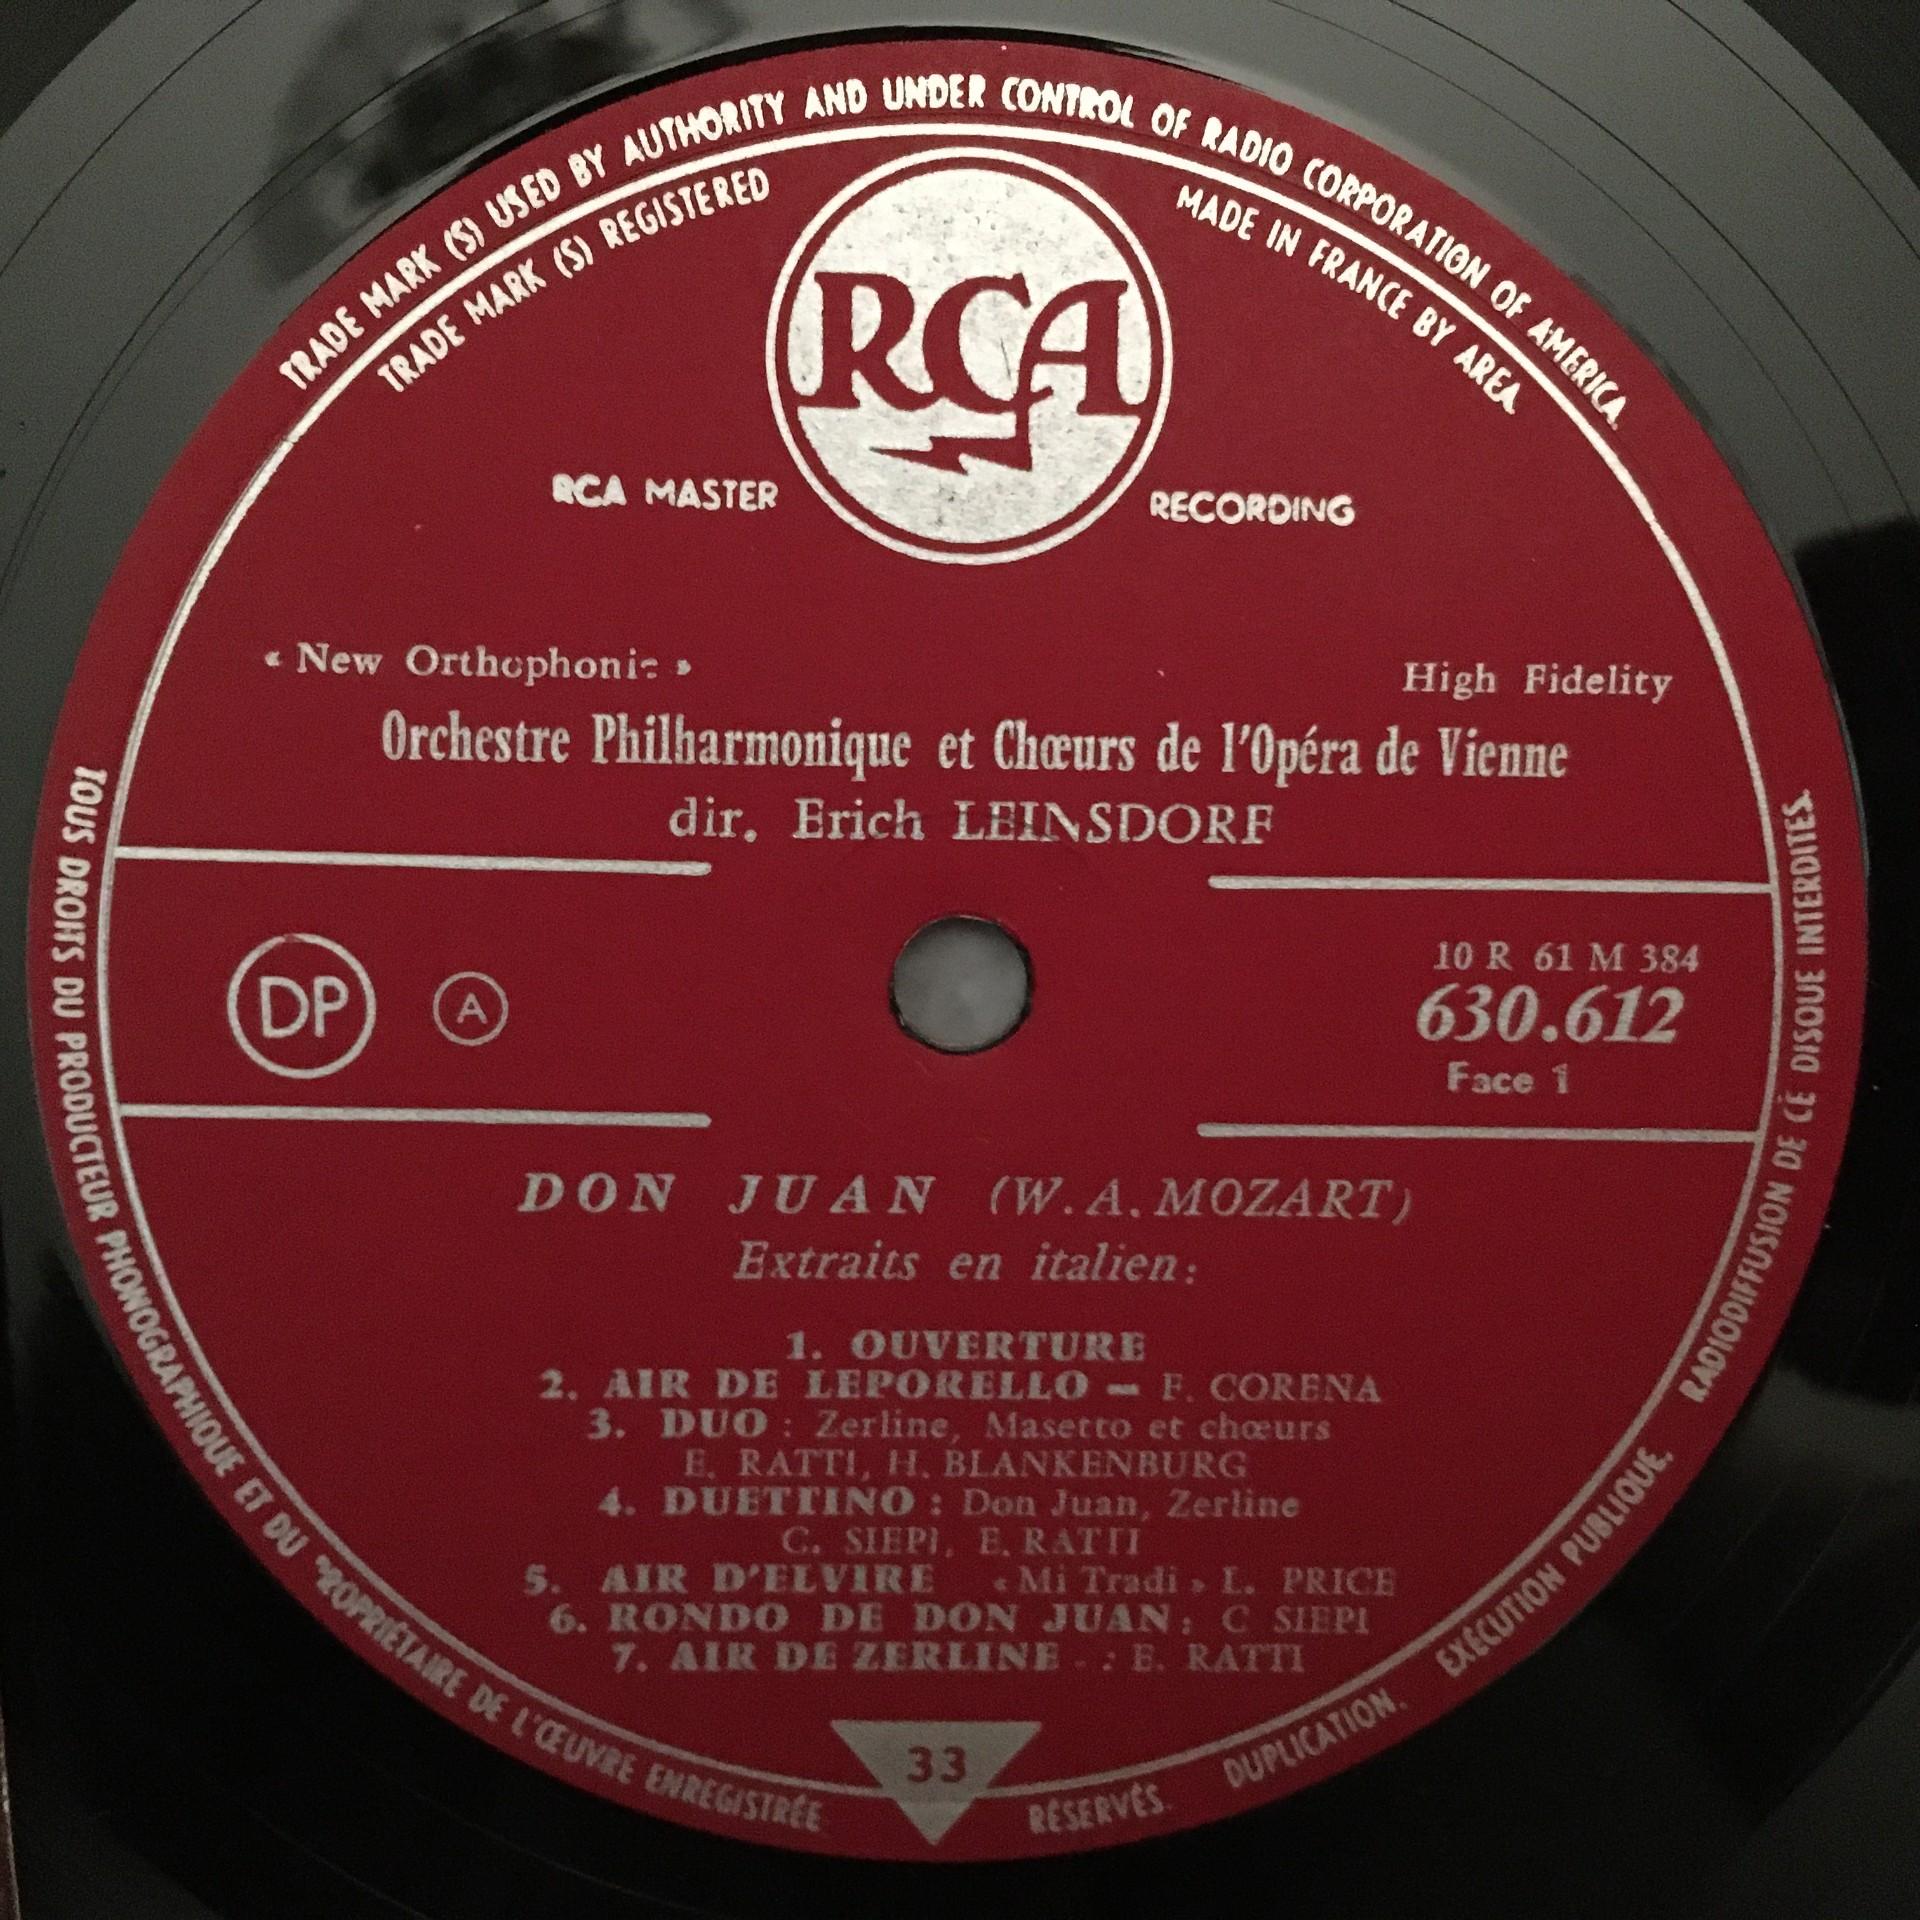 TRADE MARK (S) USED BY AUTHORITY AND UNDER CONTROL OF RADIO CORPORATION OF AMERICA.
TRADE MARK (S) REGISTERED
MADE IN FRANCE BY AREA
RCA
RCA MASTER RECORDING
« New Orthophonic » High Fidelity
Orchestre Philharmonique et Chœurs de l'Opéra de Vienne
dir. Erich LEINSDORF
DP A
10 R 61 M 384
630.612
Face 1
DON JUAN (W.A. MOZART)
Extraits en italien:
1. OUVERTURE
2. AIR DE LEPORELLO - F. CORENA
3. DUO : Zerline, Masetto et chœurs
E. RATTI, H. BLANKENBURG
4. DUETTINO : Don Juan, Zerline
C. SIEPI, E. RATTI
5. AIR D'ELVIRE «Mi Tradi» L. PRICE
6. RONDO DE DON JUAN: C SIEPI
7. AIR DE ZERLINE - : E. RATTI
33
TOUS DROITS DU PRODUCTEUR PHONOGRAPHIQUE ET DU PROPRIÉTAIRE DE L'ŒUVRE ENREGISTRÉE RÉSERVÉS. DUPLICATION. EXÉCUTION PUBLIQUE. RADIODIFFUSION DE CE DISQUE INTERDITES.